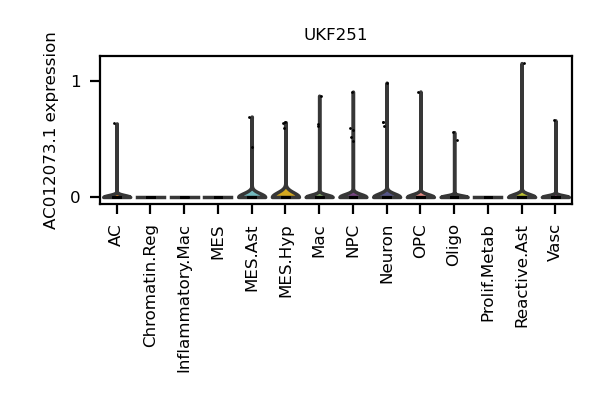 UKF251
AC012073.1 expression
1
0
AC
Chromatin.Reg
Inflammatory.Mac
MES
MES.Ast
MES.Hyp
Mac
NPC
Neuron
OPC
Oligo
Prolif.Metab
Reactive.Ast
Vasc